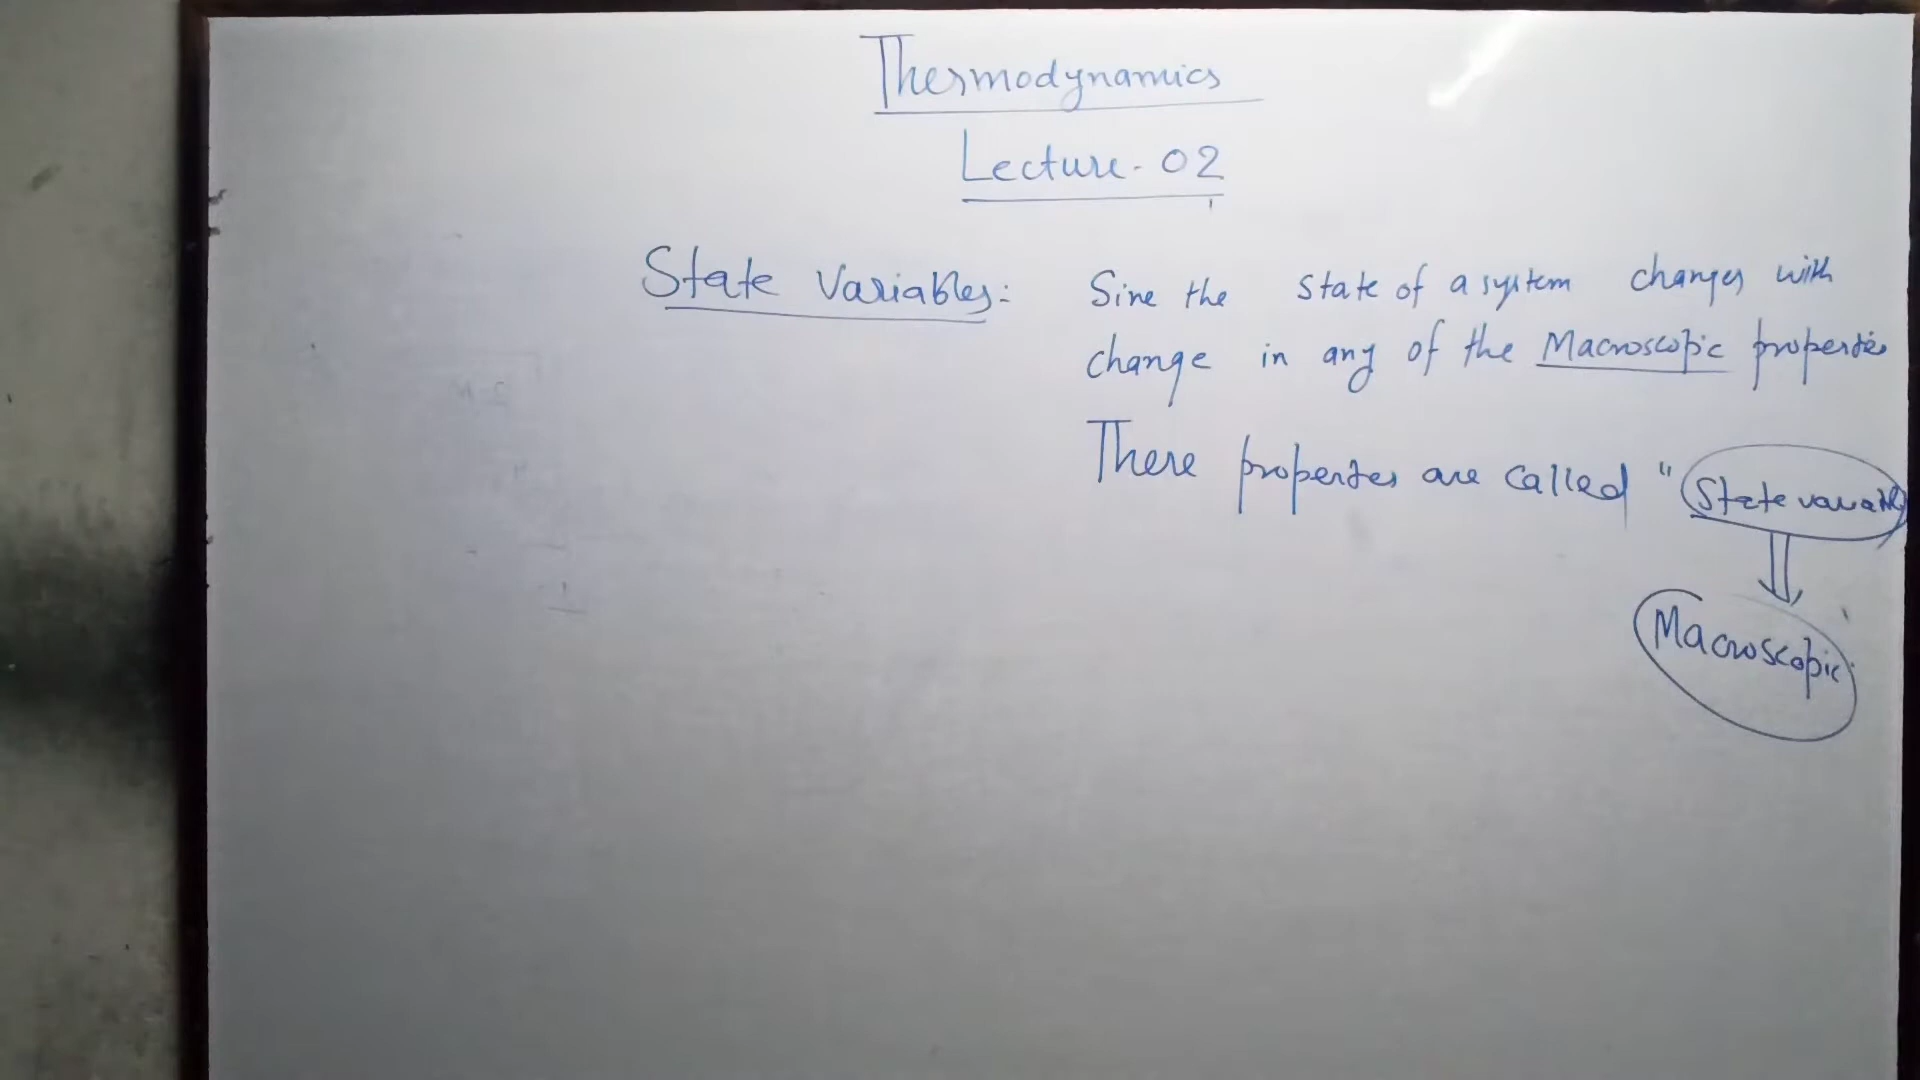 Thermodynamics
Lecture - 02
State Variables: Sine the state of a system changes with
change in any of the Macroscopic properties
There properties are called "State variable
Macroscopic